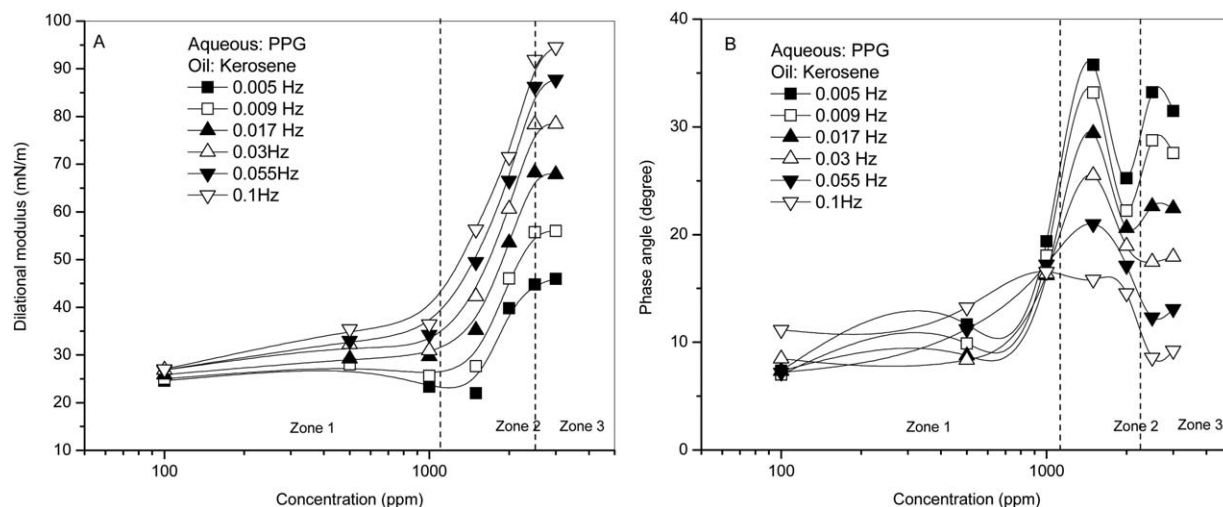 A
Aqueous: PPG
Oil: Kerosene
0.005 Hz
0.009 Hz
0.017 Hz
0.03Hz
0.055Hz
0.1Hz
Dilational modulus (mN/m)
100
90
80
70
60
50
40
30
20
10
Zone 1
Zone 2
Zone 3
100
1000
Concentration (ppm)
B
Aqueous: PPG
Oil: Kerosene
0.005 Hz
0.009 Hz
0.017 Hz
0.03 Hz
0.055 Hz
0.1Hz
Phase angle (degree)
40
30
20
10
0
Zone 1
Zone 2
Zone 3
100
1000
Concentration (ppm)